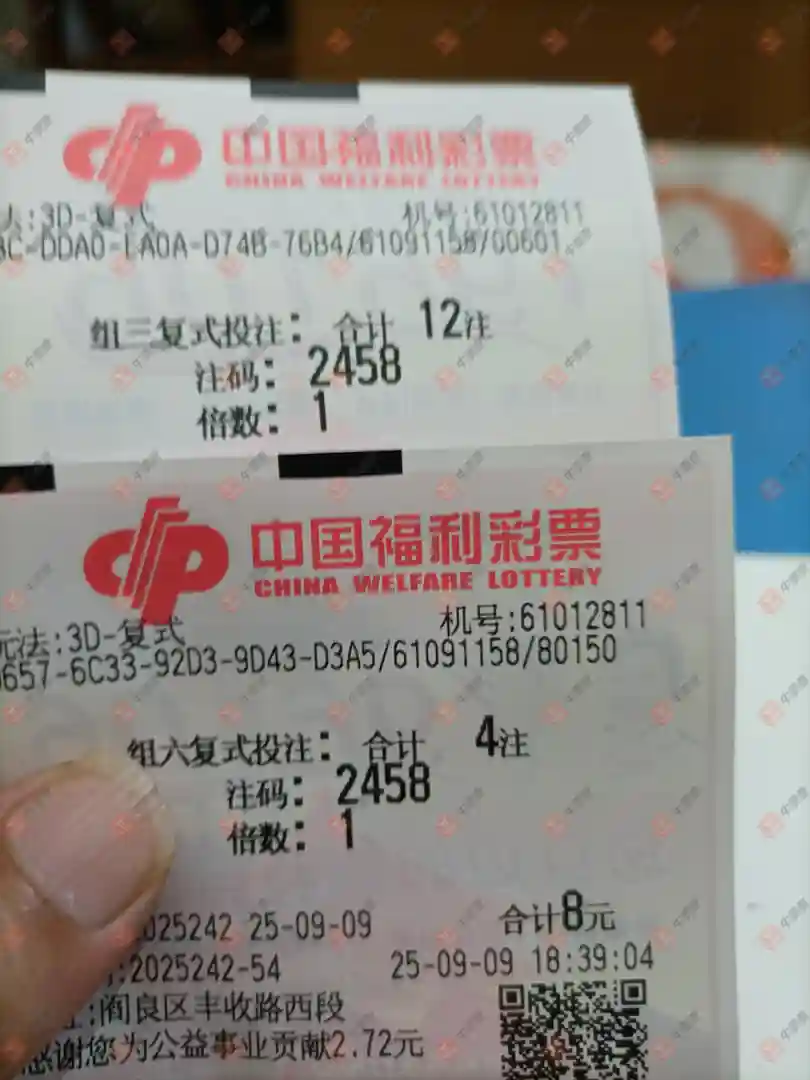 中国福利彩票
CHINA WELFARE LOTTERY
:3D-复式 机号:61012811
-DDA0- -D74B-76B4/61091158/00601
组三复式投注: 合计 12注
注码: 2458
倍数: 1
中国福利彩票
CHINA WELFARE LOTTERY
玩法:3D-复式 机号:61012811
657-6C33-92D3-9D43-D3A5/61091158/80150
组六复式投注: 合计 4注
注码: 2458
倍数: 1
025242 25-09-09 合计8元
:2025242-54 25-09-09 18:39:04
:阎良区丰收路西段
感谢您为公益事业贡献2.72元